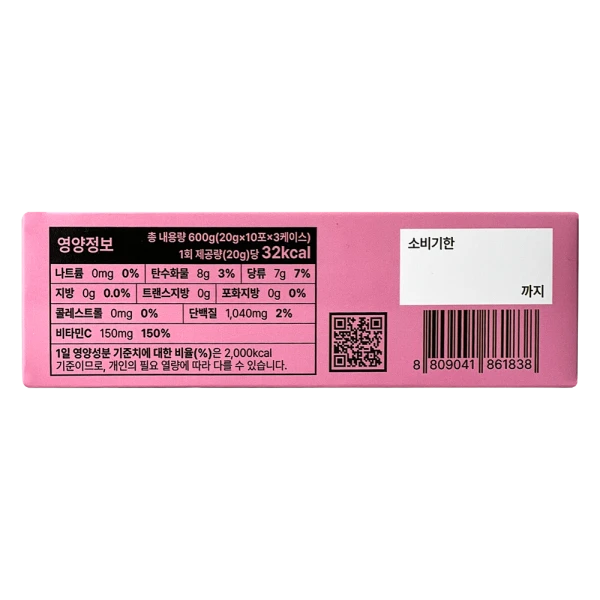 영양정보
총 내용량 600g(20g×10포×3케이스)
1회 제공량(20g)당 32kcal
나트륨 0mg 0% 탄수화물 8g 3% 당류 7g 7%
지방 0g 0.0% 트랜스지방 0g 포화지방 0g 0%
콜레스트롤 0mg 0% 단백질 1,040mg 2%
비타민C 150mg 150%
1일 영양성분 기준치에 대한 비율(%)은 2,000kcal
기준이므로, 개인의 필요 열량에 따라 다를 수 있습니다.
소비기한
까지
8 809041 861838